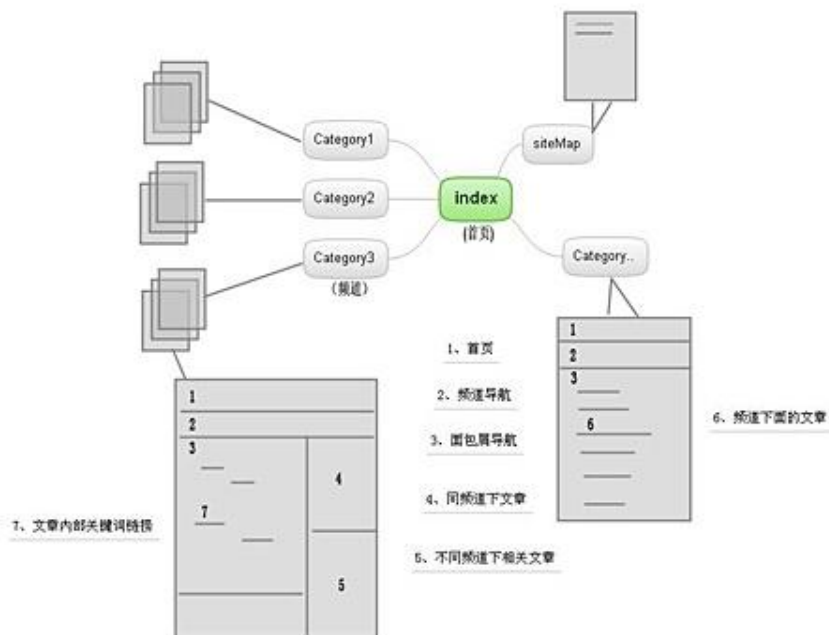 Category1
siteMap
Category2
index
(首页)
Category3
(频道)
Category..
1
2
3
6
1、首页
2、频道导航
3、面包屑导航
4、同频道下文章
5、不同频道下相关文章
6、频道下面的文章
1
2
3
4
7
5
7、文章内部关键词链接